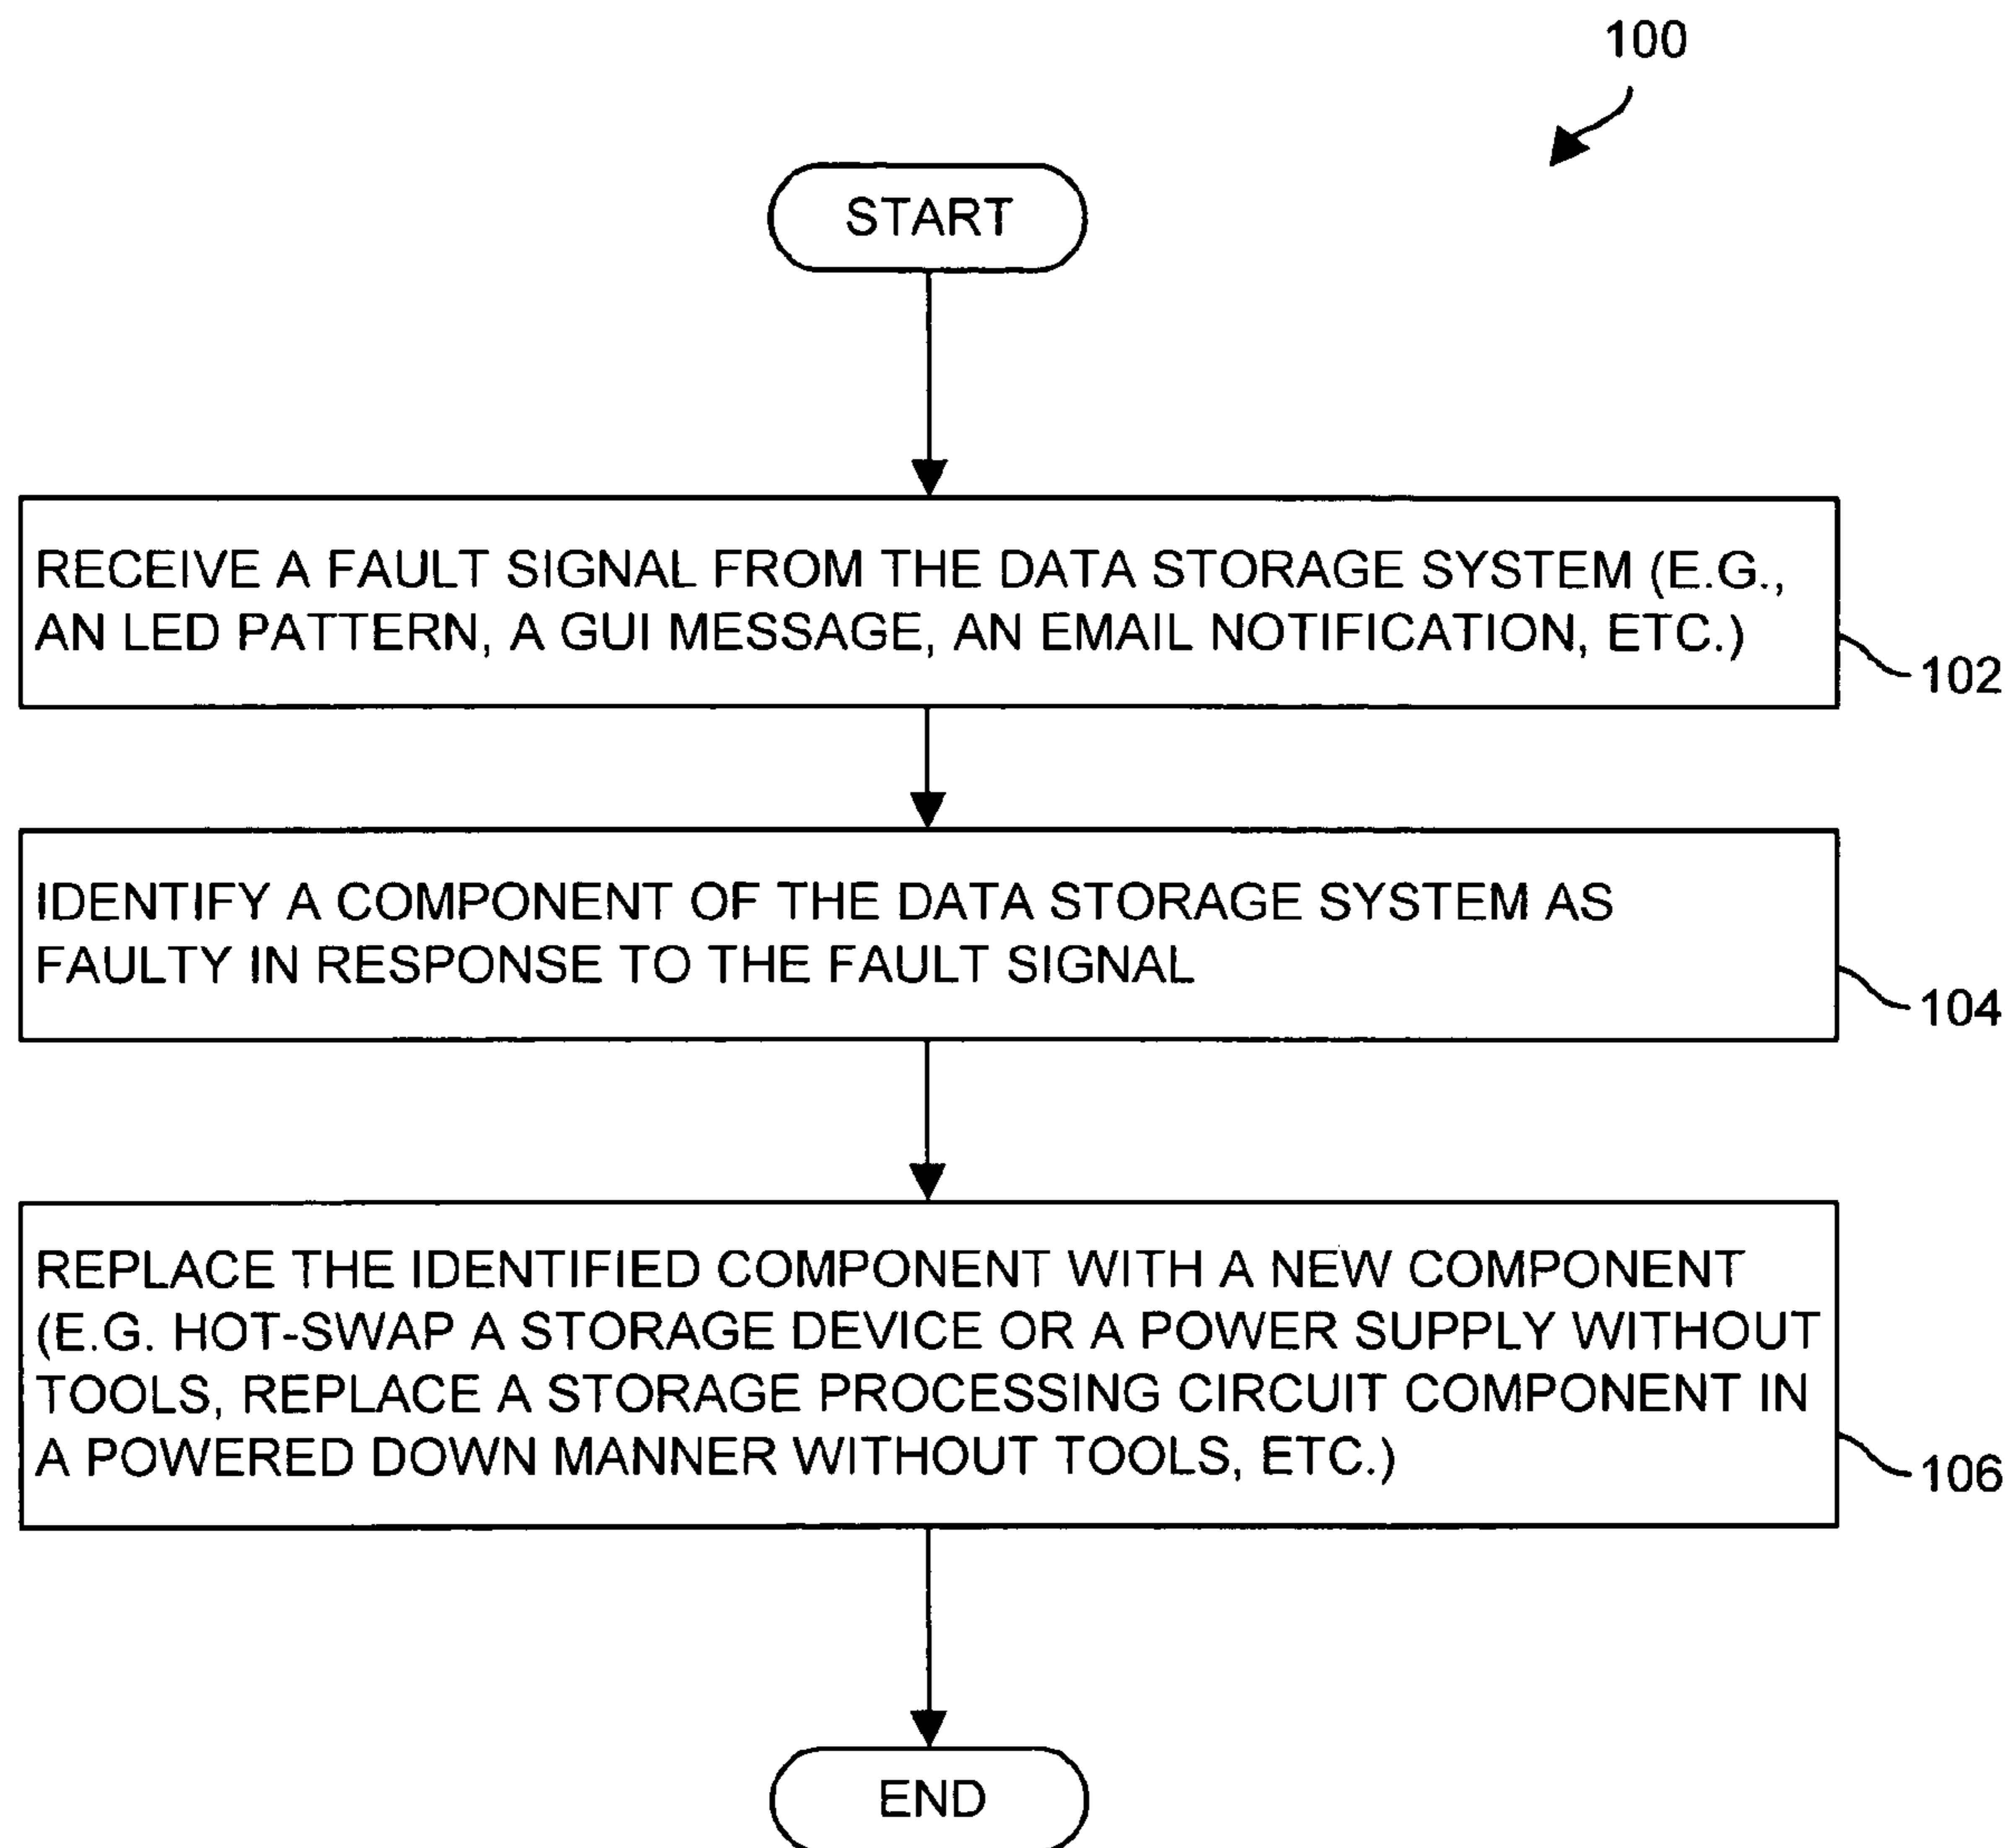 100
START
RECEIVE A FAULT SIGNAL FROM THE DATA STORAGE SYSTEM (E.G.,
AN LED PATTERN, A GUI MESSAGE, AN EMAIL NOTIFICATION, ETC.)
102
IDENTIFY A COMPONENT OF THE DATA STORAGE SYSTEM AS
FAULTY IN RESPONSE TO THE FAULT SIGNAL
104
REPLACE THE IDENTIFIED COMPONENT WITH A NEW COMPONENT
(E.G. HOT-SWAP A STORAGE DEVICE OR A POWER SUPPLY WITHOUT
TOOLS, REPLACE A STORAGE PROCESSING CIRCUIT COMPONENT IN
A POWERED DOWN MANNER WITHOUT TOOLS, ETC.)
106
END